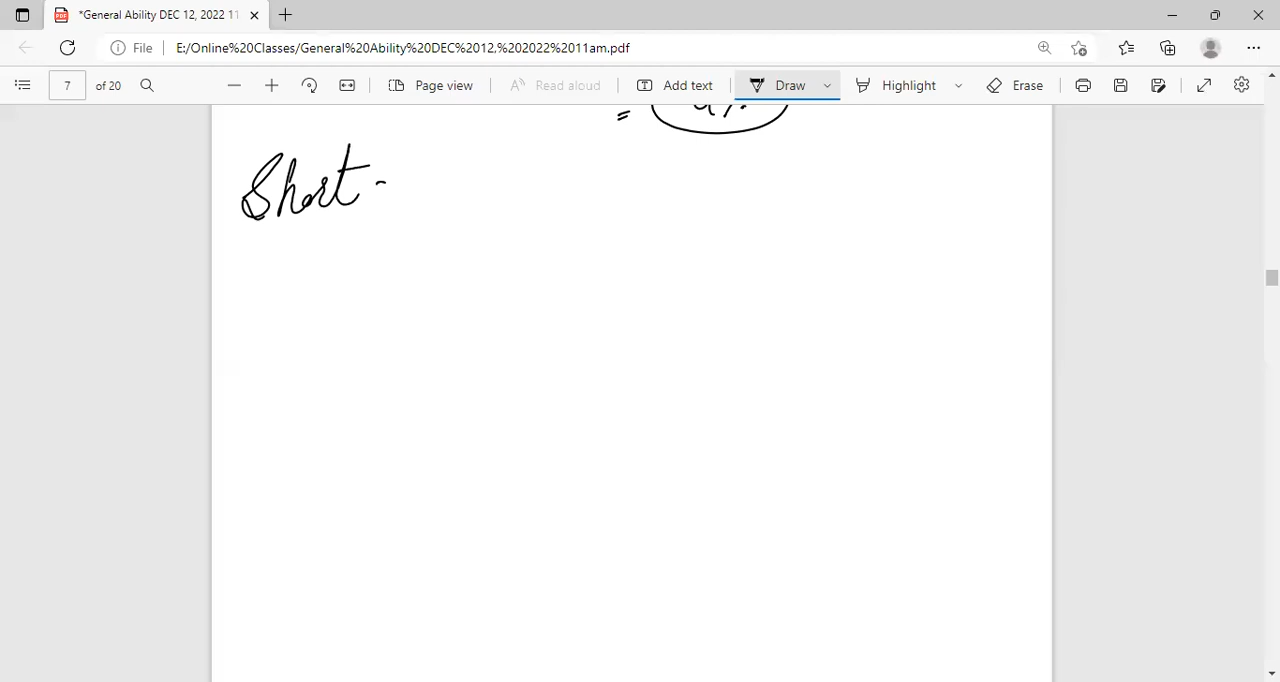 *General Ability DEC 12, 2022 11
File E:/Online%20Classes/General%20Ability%20DEC%2012,%202022%2011am.pdf
7 of 20 Page view Read aloud Add text Draw Highlight Erase
=
Short -